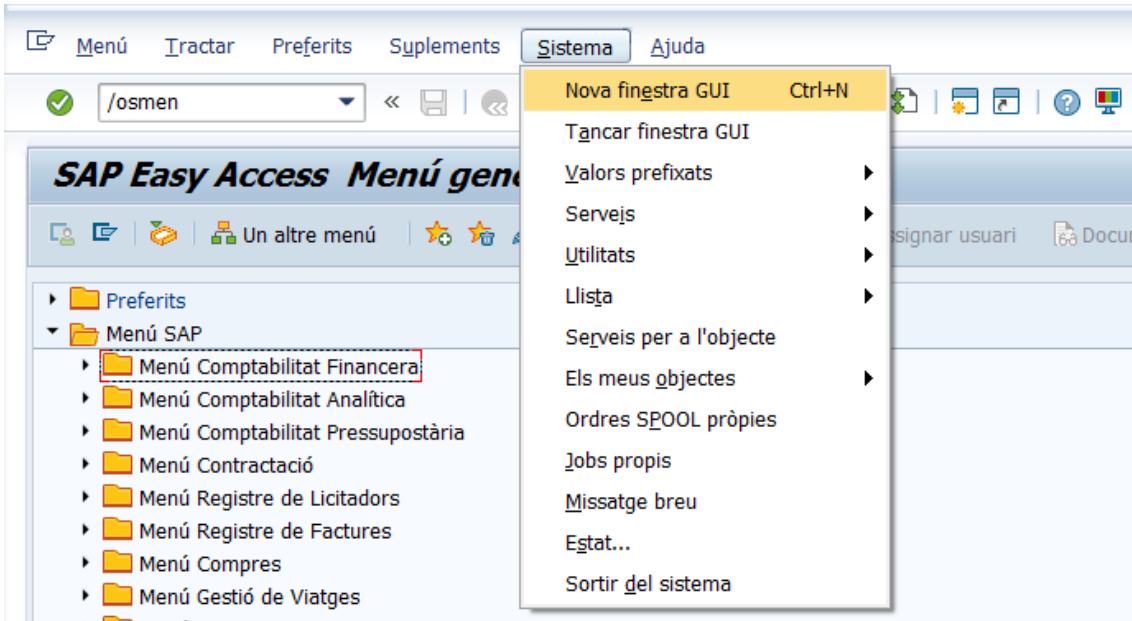 Menú Tractar Preferits Suplements Sistema Ajuda
/osmen
Nova finestra GUI Ctrl+N
Tancar finestra GUI
Valors prefixats
Serveis
Utilitats
Llista
Serveis per a l'objecte
Els meus objectes
Ordres SPOOL pròpies
Jobs propis
Missatge breu
Estat...
Sortir del sistema
SAP Easy Access Menú gene
Un altre menú ssignar usuari Docum
Preferits
Menú SAP
Menú Comptabilitat Financera
Menú Comptabilitat Analítica
Menú Comptabilitat Pressupostària
Menú Contractació
Menú Registre de Licitadors
Menú Registre de Factures
Menú Compres
Menú Gestió de Viatges